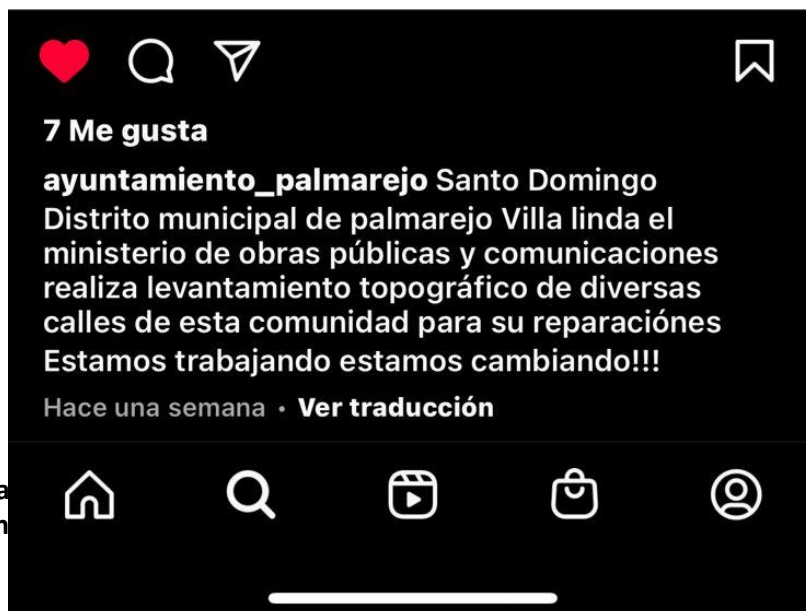 7 Me gusta
ayuntamiento_palmarejo Santo Domingo
Distrito municipal de palmarejo Villa linda el
ministerio de obras públicas y comunicaciones
realiza levantamiento topográfico de diversas
calles de esta comunidad para su reparaciónes
Estamos trabajando estamos cambiando!!!
Hace una semana • Ver traducción